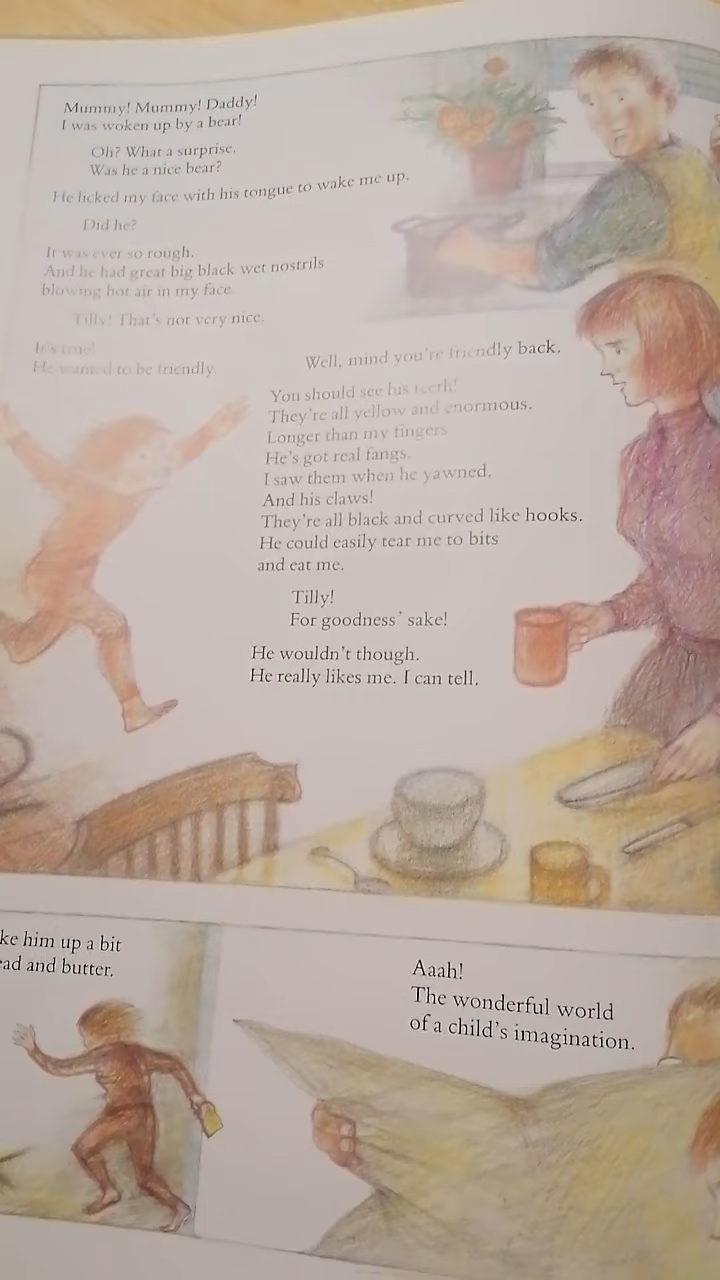 Mummy! Mummy! Daddy!
I was woken up by a bear!
Oh? What a surprise.
Was he a nice bear?
He licked my face with his tongue to wake me up.
Did he?
It was ever so rough.
And he had great big black wet nostrils
blowing hot air in my face.
Tilly! That's not very nice.
It's true!
He wanted to be friendly.
Well, mind you're friendly back.
You should see his teeth!
They're all yellow and enormous.
Longer than my fingers
He's got real fangs.
I saw them when he yawned.
And his claws!
They're all black and curved like hooks.
He could easily tear me to bits
and eat me.
Tilly!
For goodness' sake!
He wouldn't though.
He really likes me. I can tell.
ke him up a bit
ead and butter.
Aaah!
The wonderful world
of a child's imagination.